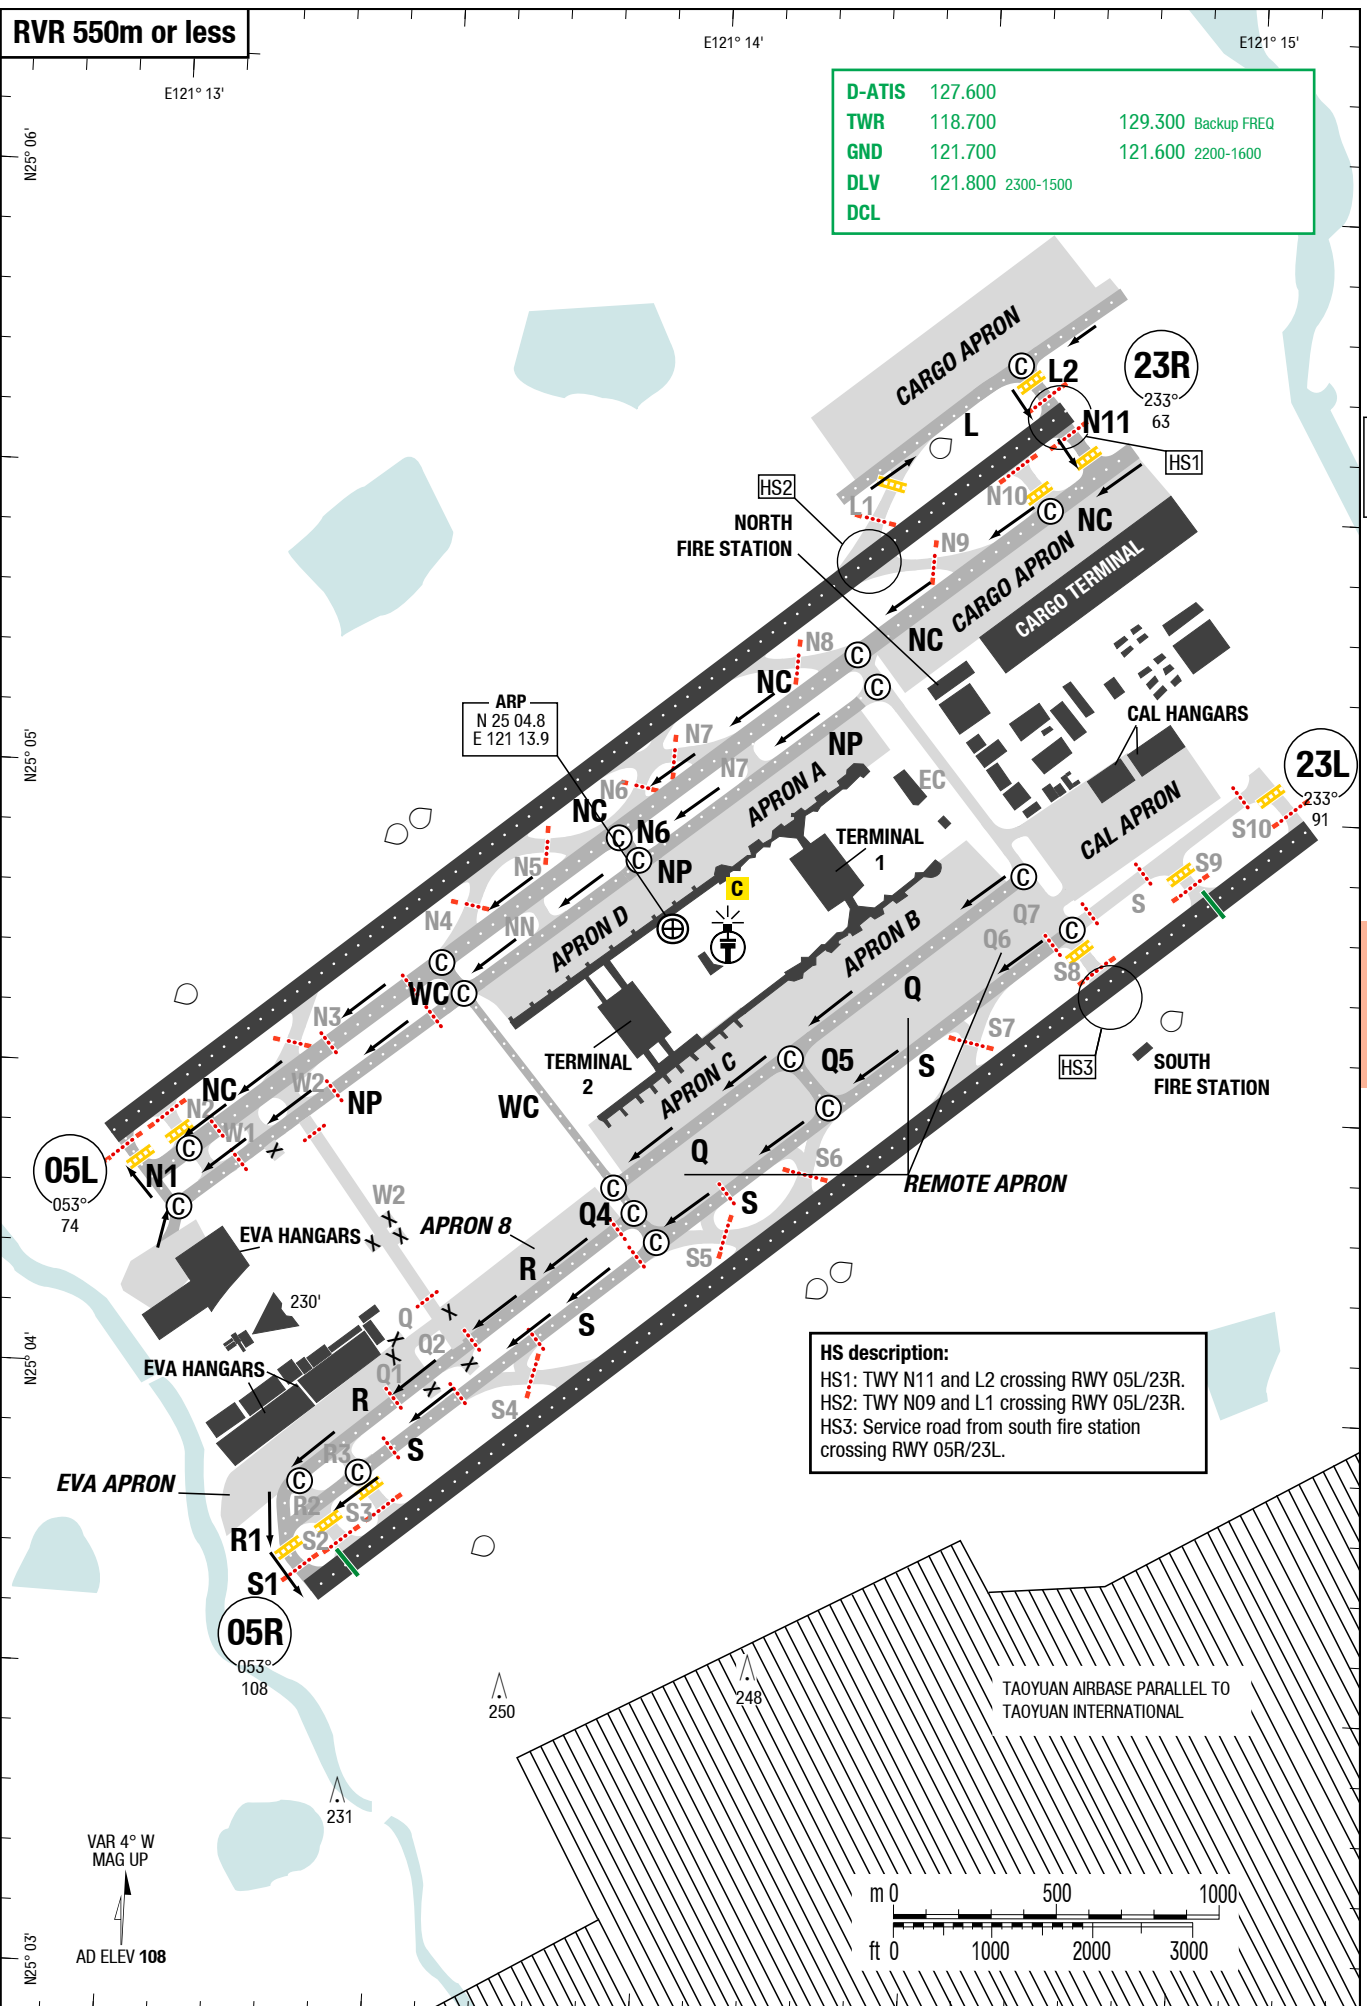 RVR 550m or less
E121° 14'
E121° 15'
E121° 13'
D-ATIS 127.600
TWR 118.700 129.300 Backup FREQ
GND 121.700 121.600 2200-1600
DLV 121.800 2300-1500
DCL
N25° 06'
CARGO APRON
C
L2
23R
233°
63
L
N11
HS1
HS2
L1
N10
C
NC
NORTH
FIRE STATION
N9
CARGO APRON
CARGO TERMINAL
N8
C
NC
NC
C
ARP
N 25 04.8
E 121 13.9
CAL HANGARS
N25° 05'
N7
NP
N7
N6
APRON A
EC
23L
233°
91
NC
C
N6
CAL APRON
S10
TERMINAL
1
N5
C
NP
S9
C
C
Q7
S
N4
NN
APRON D
APRON B
Q6
C
C
S8
WC
C
Q
N3
TERMINAL
2
C
Q5
S7
S
HS3
SOUTH
FIRE STATION
W2
NC
NP
APRON C
N2
WC
C
W1
C
05L
053°
74
N1
Q
S6
C
C
REMOTE APRON
W2
S
Q4
C
APRON 8
EVA HANGARS
C
S5
R
230'
Q
S
HS description:
HS1: TWY N11 and L2 crossing RWY 05L/23R.
HS2: TWY N09 and L1 crossing RWY 05L/23R.
HS3: Service road from south fire station
crossing RWY 05R/23L.
N25° 04'
Q2
EVA HANGARS
Q1
R
S4
R3
S
EVA APRON
C
C
R2
S3
R1
S2
S1
05R
053°
108
250
248
TAOYUAN AIRBASE PARALLEL TO
TAOYUAN INTERNATIONAL
231
VAR 4° W
MAG UP
AD ELEV 108
N25° 03'
m 0 500 1000
ft 0 1000 2000 3000